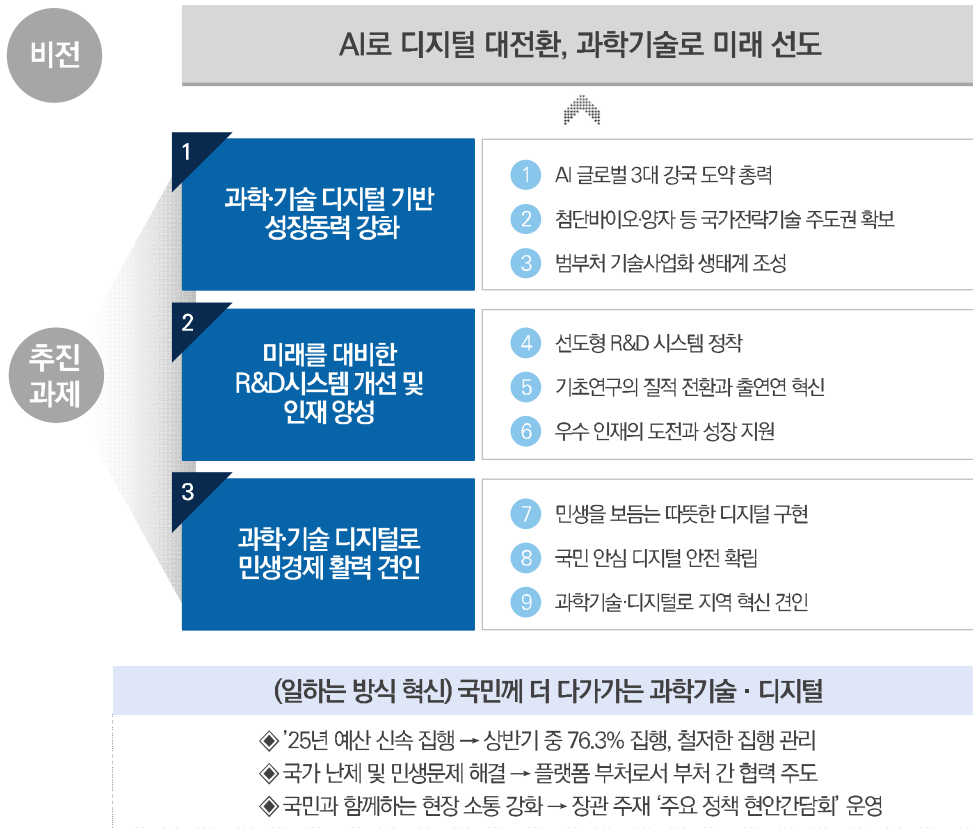 비전
AI로 디지털 대전환, 과학기술로 미래 선도
추진
과제
1
과학·기술 디지털 기반
성장동력 강화
1 AI 글로벌 3대 강국 도약 총력
2 첨단바이오·양자 등 국가전략기술 주도권 확보
3 범부처 기술사업화 생태계 조성
2
미래를 대비한
R&D시스템 개선 및
인재 양성
4 선도형 R&D 시스템 정착
5 기초연구의 질적 전환과 출연연 혁신
6 우수 인재의 도전과 성장 지원
3
과학·기술 디지털로
민생경제 활력 견인
7 민생을 보듬는 따뜻한 디지털 구현
8 국민 안심 디지털 안전 확립
9 과학기술·디지털로 지역 혁신 견인
(일하는 방식 혁신) 국민께 더 다가가는 과학기술 · 디지털
◈ ’25년 예산 신속 집행 → 상반기 중 76.3% 집행, 철저한 집행 관리
◈ 국가 난제 및 민생문제 해결 → 플랫폼 부처로서 부처 간 협력 주도
◈ 국민과 함께하는 현장 소통 강화 → 장관 주재 ‘주요 정책 현안간담회’ 운영